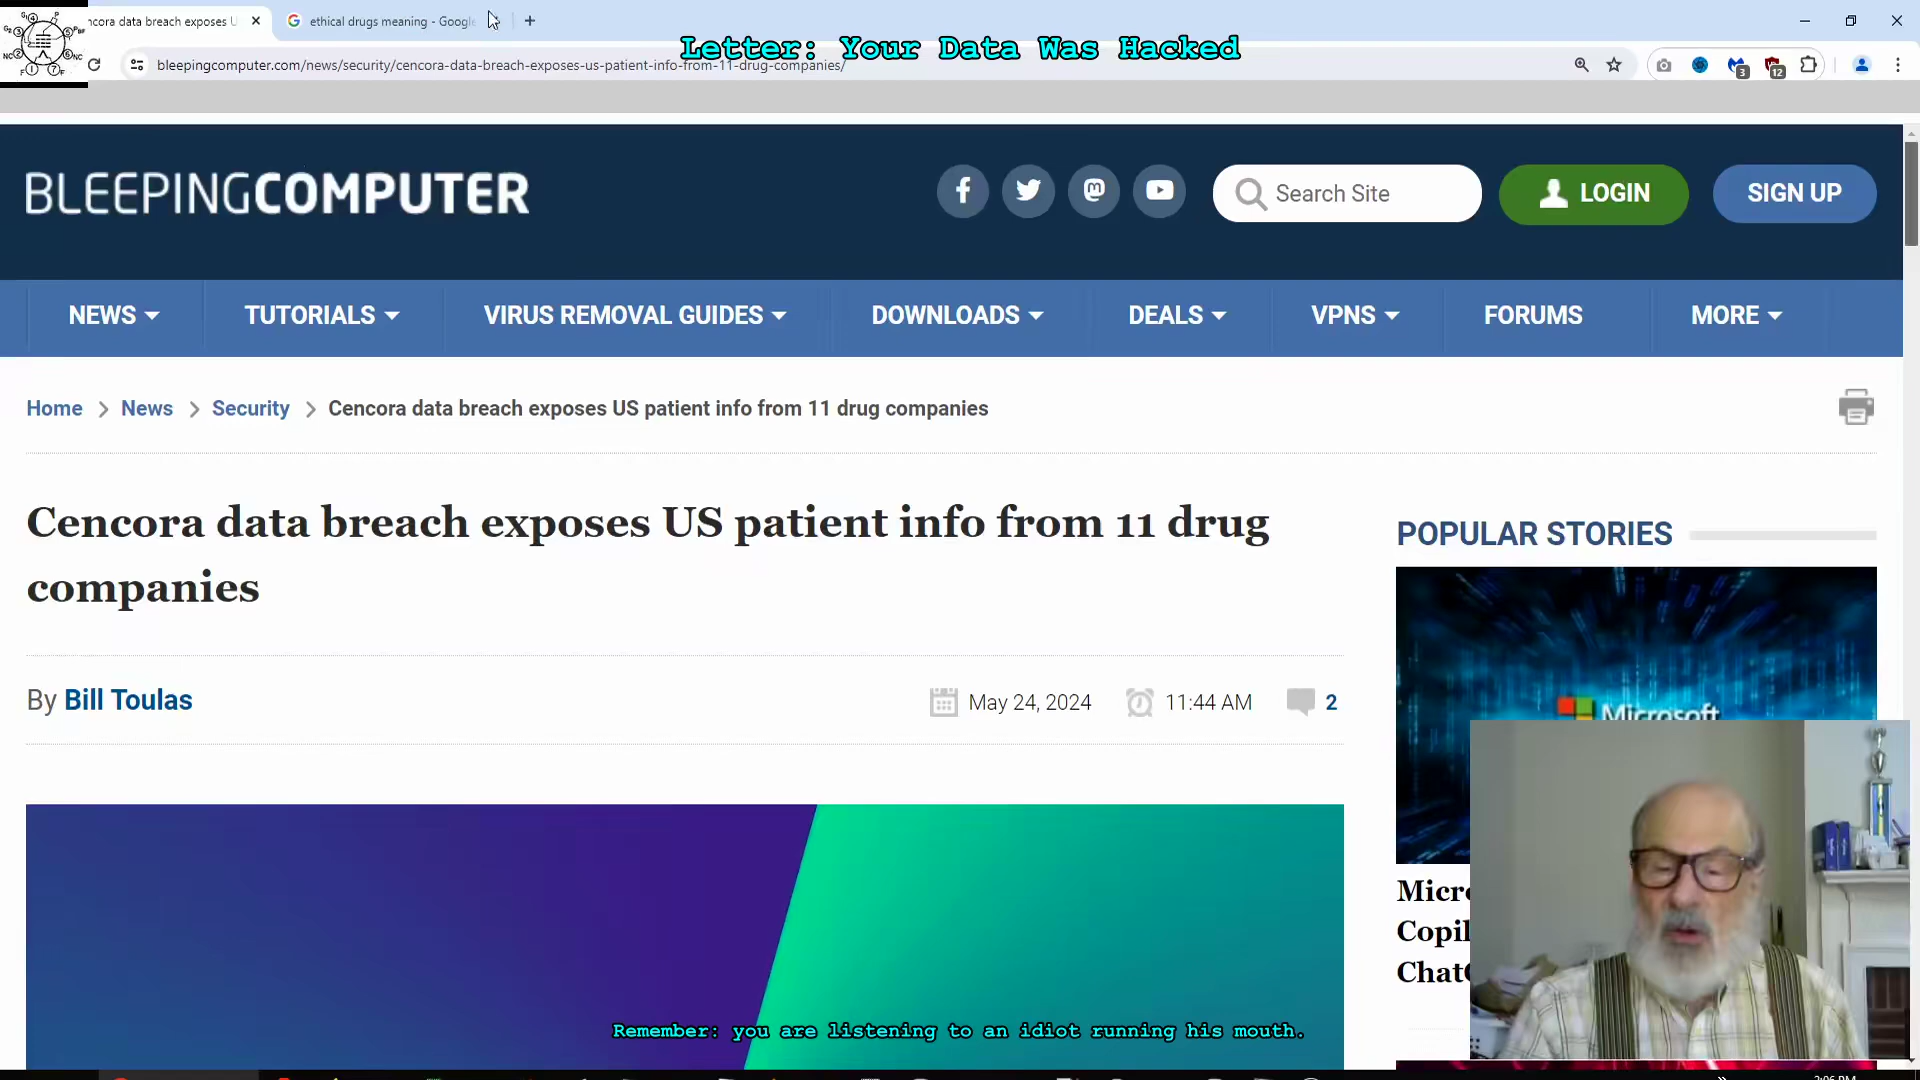 ncora data breach exposes U
ethical drugs meaning - Google
Letter: Your Data Was Hacked
bleepingcomputer.com/news/security/cencora-data-breach-exposes-us-patient-info-from-11-drug-companies/
3
12
BLEEPINGCOMPUTER
Search Site
LOGIN
SIGN UP
NEWS
TUTORIALS
VIRUS REMOVAL GUIDES
DOWNLOADS
DEALS
VPNS
FORUMS
MORE
Home
News
Security
Cencora data breach exposes US patient info from 11 drug companies
Cencora data breach exposes US patient info from 11 drug
companies
POPULAR STORIES
By Bill Toulas
May 24, 2024
11:44 AM
2
Microsoft
Micro
Copil
Chat
Remember: you are listening to an idiot running his mouth.